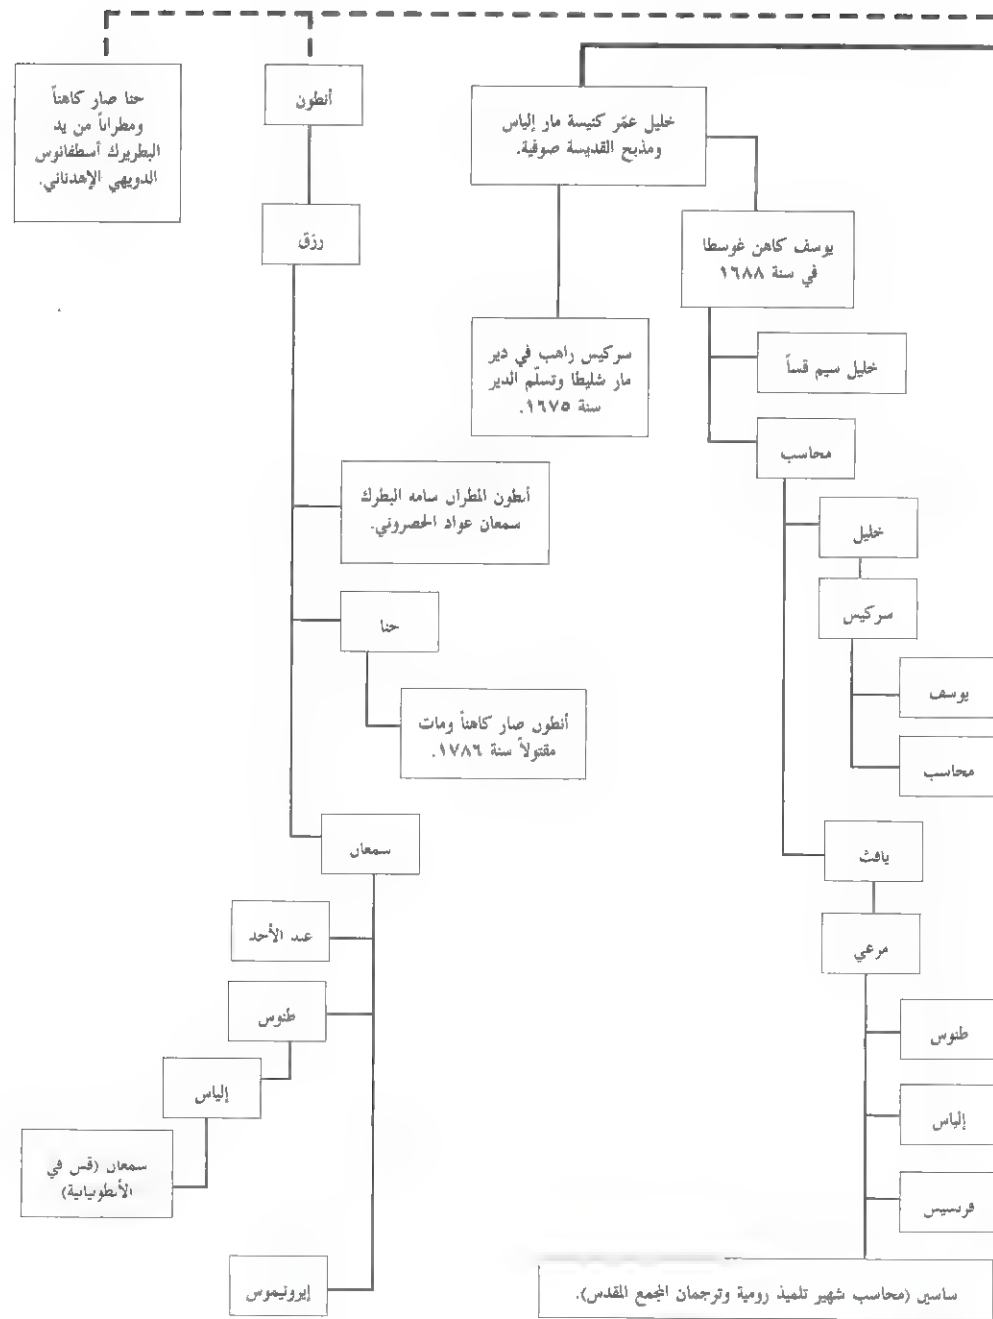 خليل عمّر كنيسة مار إلياس
ومذبح القديسة صوفية.
يوسف كاهن غوسطا
في سنة ١٦٨٨
سركيس راهب في دير
مار شليطا وتسلّم الدير
سنة ١٦٧٥.
خليل سيم قساً
محاسب
خليل
سركيس
يوسف
محاسب
يافث
مرعي
طنوس
إلياس
فرنسيس
ساسين (محاسب شهير تلميذ رومية وترجمان المجمع المقدس).
أنطون
رزق
أنطون المطران سامه البطرك
سمعان عواد الحصروني.
حنا
أنطون صار كاهناً ومات
مقتولاً سنة ١٧٨٦.
سمعان
عبد الأحد
طنوس
إلياس
سمعان (قس في
الأنطونيانية)
إيرونيموس
حنا صار كاهناً
ومطراناً من يد
البطريرك أسطفانوس
الدويهي الإهدناني.